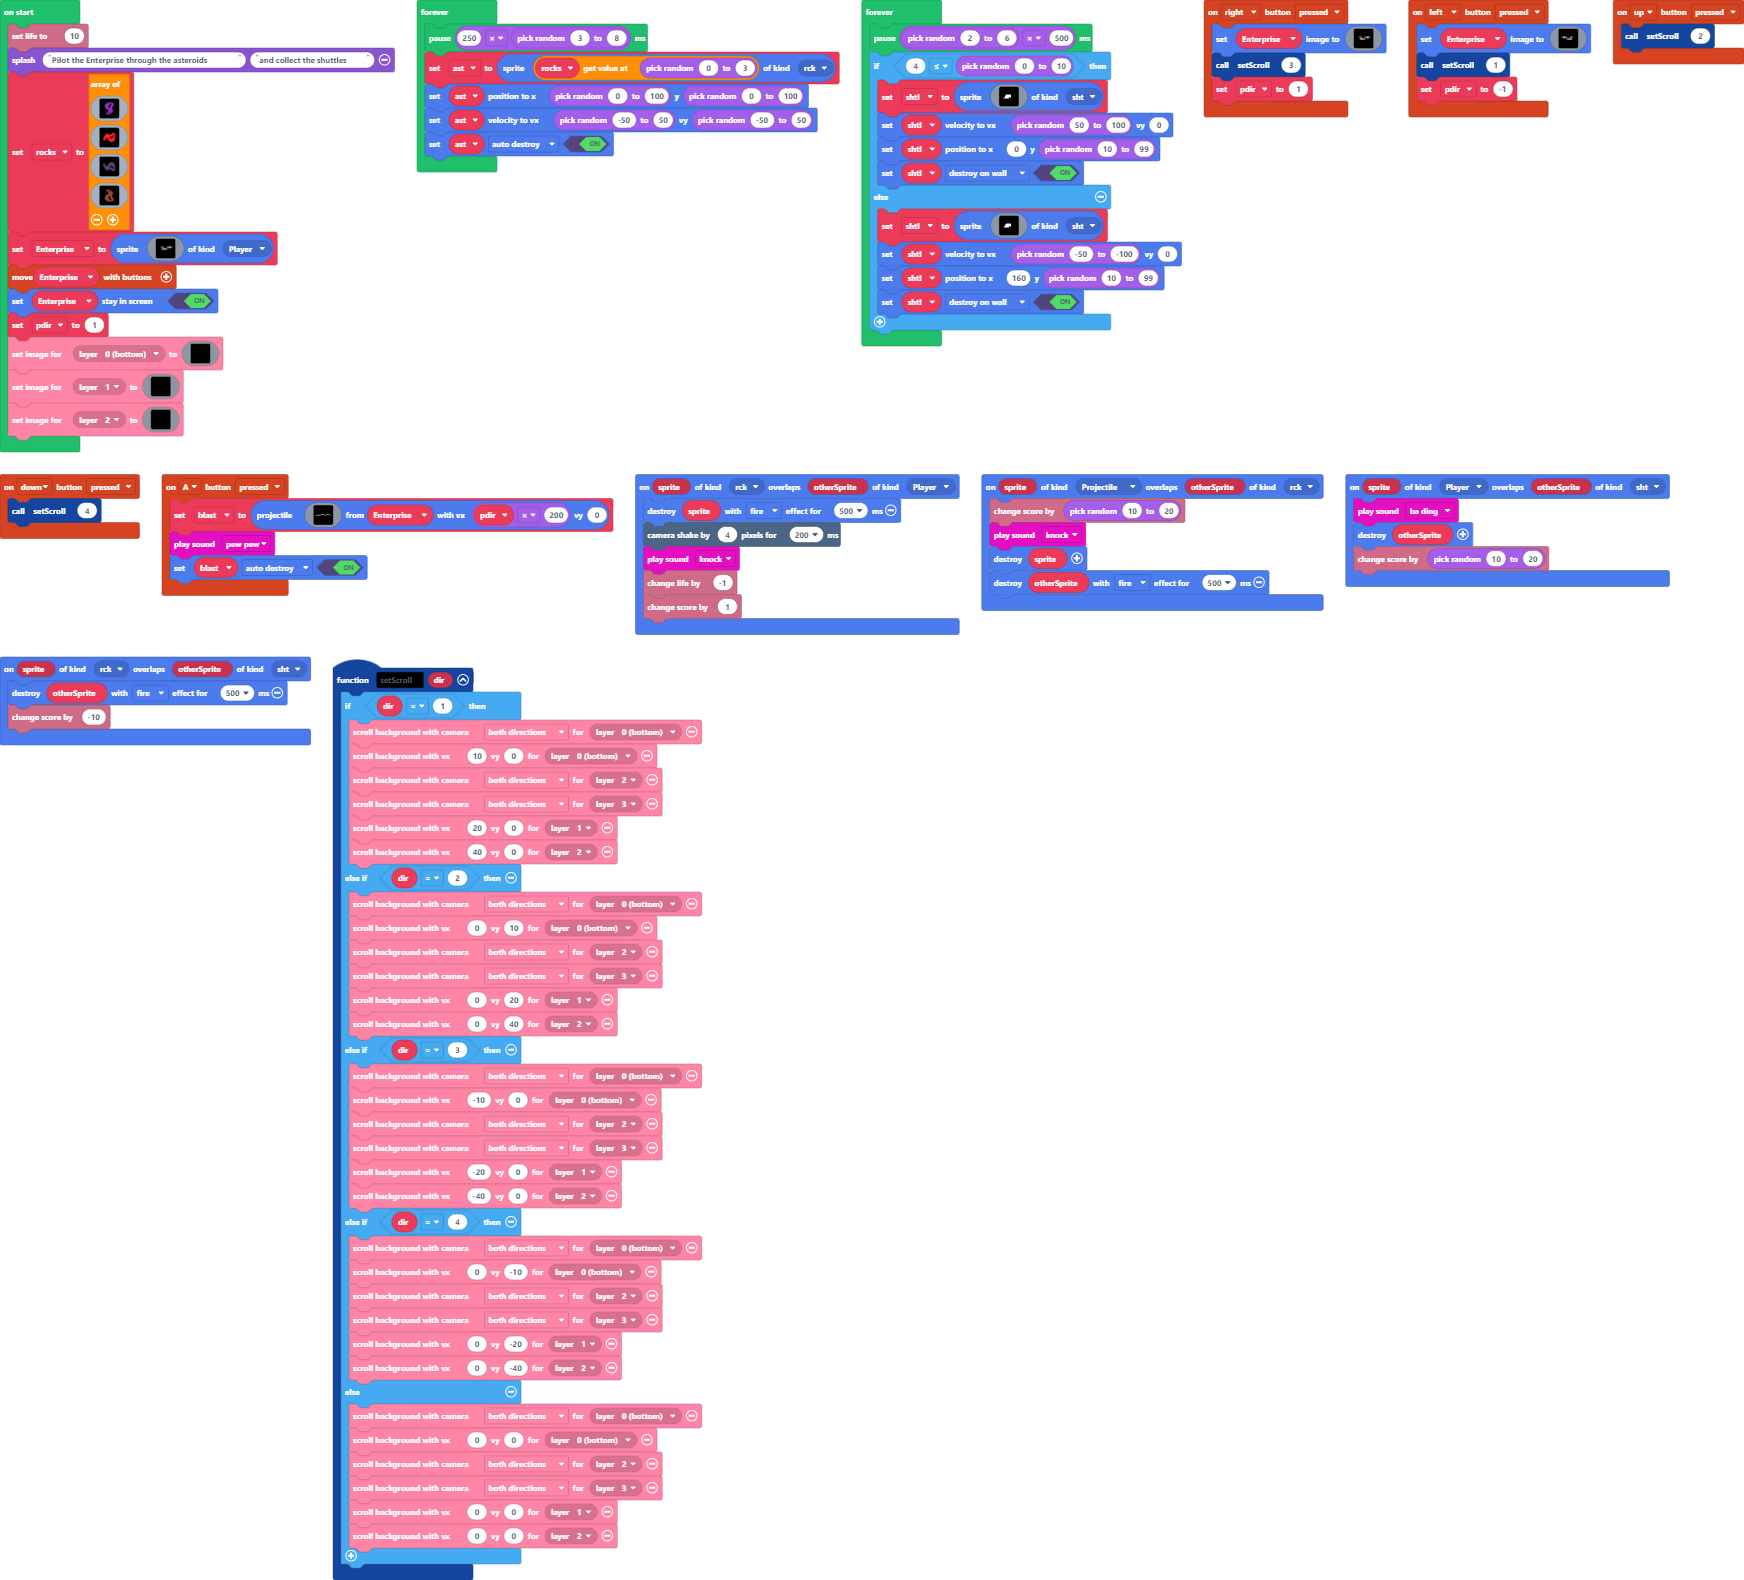 on start
set life to 10
splash "Pilot the Enterprise through the asteroids" "and collect the shuttles"
set rocks to array of
set Enterprise to sprite of kind Player
move Enterprise with buttons
set Enterprise stay in screen ON
set pdir to 1
set image for layer 0 (bottom) to
set image for layer 1 to
set image for layer 2 to
forever
pause 250 × pick random 3 to 8 ms
set ast to sprite rocks get value at pick random 0 to 3 of kind rck
set ast position to x pick random 0 to 100 y pick random 0 to 100
set ast velocity to vx pick random -50 to 50 vy pick random -50 to 50
set ast auto destroy ON
forever
pause pick random 2 to 6 × 500 ms
if 4 ≤ pick random 0 to 10 then
set shtl to sprite of kind sht
set shtl velocity to vx pick random 50 to 100 vy 0
set shtl position to x 0 y pick random 10 to 99
set shtl destroy on wall ON
else
set shtl to sprite of kind sht
set shtl velocity to vx pick random -50 to -100 vy 0
set shtl position to x 160 y pick random 10 to 99
set shtl destroy on wall ON
on right button pressed
set Enterprise image to
call setScroll 3
set pdir to 1
on left button pressed
set Enterprise image to
call setScroll 1
set pdir to -1
on up button pressed
call setScroll 2
on down button pressed
call setScroll 4
on A button pressed
set blast to projectile from Enterprise with vx pdir × 200 vy 0
play sound pew pew
set blast auto destroy ON
on sprite of kind rck overlaps otherSprite of kind Player
destroy sprite with fire effect for 500 ms
camera shake by 4 pixels for 200 ms
play sound knock
change life by -1
change score by 1
on sprite of kind Projectile overlaps otherSprite of kind rck
change score by pick random 10 to 20
play sound knock
destroy sprite
destroy otherSprite with fire effect for 500 ms
on sprite of kind Player overlaps otherSprite of kind sht
play sound ba ding
destroy otherSprite
change score by pick random 10 to 20
on sprite of kind rck overlaps otherSprite of kind sht
destroy otherSprite with fire effect for 500 ms
change score by -10
function setScroll dir
if dir = 1 then
scroll background with camera both directions for layer 0 (bottom)
scroll background with vx 10 vy 0 for layer 0 (bottom)
scroll background with camera both directions for layer 2
scroll background with camera both directions for layer 3
scroll background with vx 20 vy 0 for layer 1
scroll background with vx 40 vy 0 for layer 2
else if dir = 2 then
scroll background with camera both directions for layer 0 (bottom)
scroll background with vx 0 vy 10 for layer 0 (bottom)
scroll background with camera both directions for layer 2
scroll background with camera both directions for layer 3
scroll background with vx 0 vy 20 for layer 1
scroll background with vx 0 vy 40 for layer 2
else if dir = 3 then
scroll background with camera both directions for layer 0 (bottom)
scroll background with vx -10 vy 0 for layer 0 (bottom)
scroll background with camera both directions for layer 2
scroll background with camera both directions for layer 3
scroll background with vx -20 vy 0 for layer 1
scroll background with vx -40 vy 0 for layer 2
else if dir = 4 then
scroll background with camera both directions for layer 0 (bottom)
scroll background with vx 0 vy -10 for layer 0 (bottom)
scroll background with camera both directions for layer 2
scroll background with camera both directions for layer 3
scroll background with vx 0 vy -20 for layer 1
scroll background with vx 0 vy -40 for layer 2
else
scroll background with camera both directions for layer 0 (bottom)
scroll background with vx 0 vy 0 for layer 0 (bottom)
scroll background with camera both directions for layer 2
scroll background with camera both directions for layer 3
scroll background with vx 0 vy 0 for layer 1
scroll background with vx 0 vy 0 for layer 2